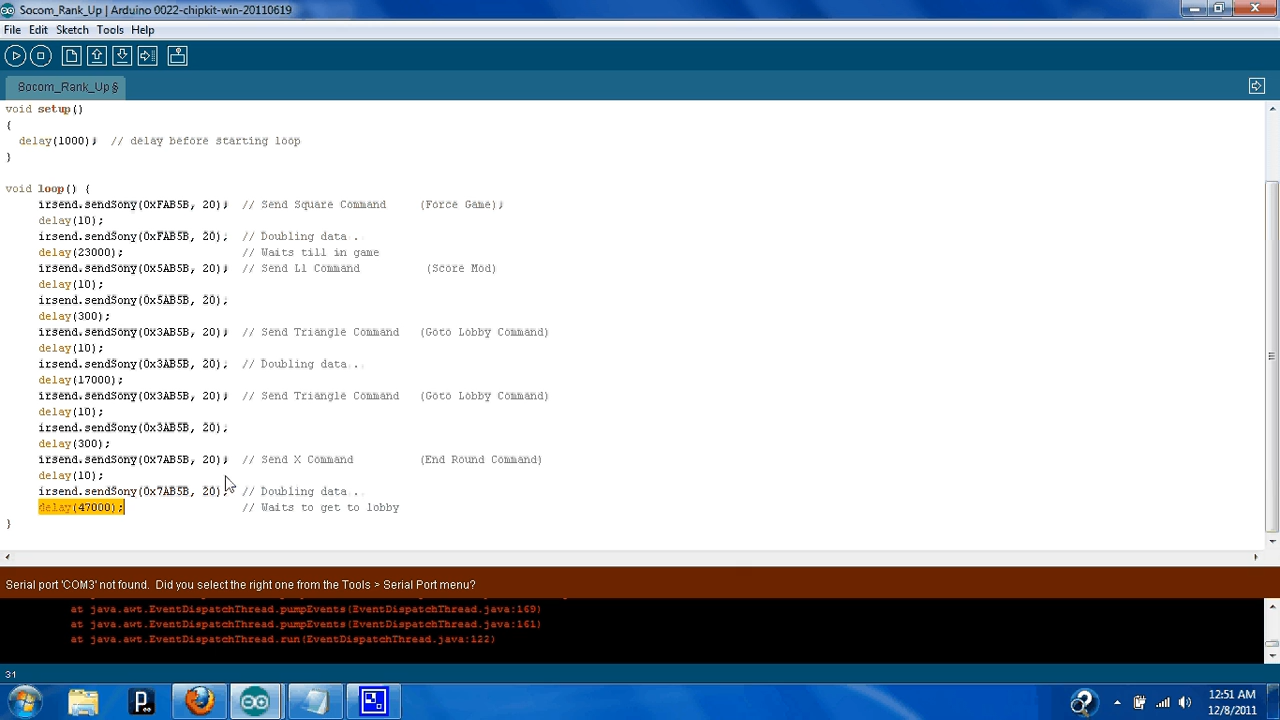 Socom_Rank_Up | Arduino 0022-chipkit-win-20110619
File Edit Sketch Tools Help
Socom_Rank_Up§
void setup()
{
delay(1000); // delay before starting loop
}
void loop() {
irsend.sendSony(0xFAB5B, 20); // Send Square Command (Force Game);
delay(10);
irsend.sendSony(0xFAB5B, 20); // Doubling data ..
delay(23000); // Waits till in game
irsend.sendSony(0x5AB5B, 20); // Send L1 Command (Score Mod)
delay(10);
irsend.sendSony(0x5AB5B, 20);
delay(300);
irsend.sendSony(0x3AB5B, 20); // Send Triangle Command (Goto Lobby Command)
delay(10);
irsend.sendSony(0x3AB5B, 20); // Doubling data ..
delay(17000);
irsend.sendSony(0x3AB5B, 20); // Send Triangle Command (Goto Lobby Command)
delay(10);
irsend.sendSony(0x3AB5B, 20);
delay(300);
irsend.sendSony(0x7AB5B, 20); // Send X Command (End Round Command)
delay(10);
irsend.sendSony(0x7AB5B, 20); // Doubling data ..
delay(47000); // Waits to get to lobby
}
Serial port 'COM3' not found. Did you select the right one from the Tools > Serial Port menu?
at java.awt.EventDispatchThread.pumpEvents(EventDispatchThread.java:169)
at java.awt.EventDispatchThread.pumpEvents(EventDispatchThread.java:161)
at java.awt.EventDispatchThread.run(EventDispatchThread.java:122)
31
12:51 AM
12/8/2011